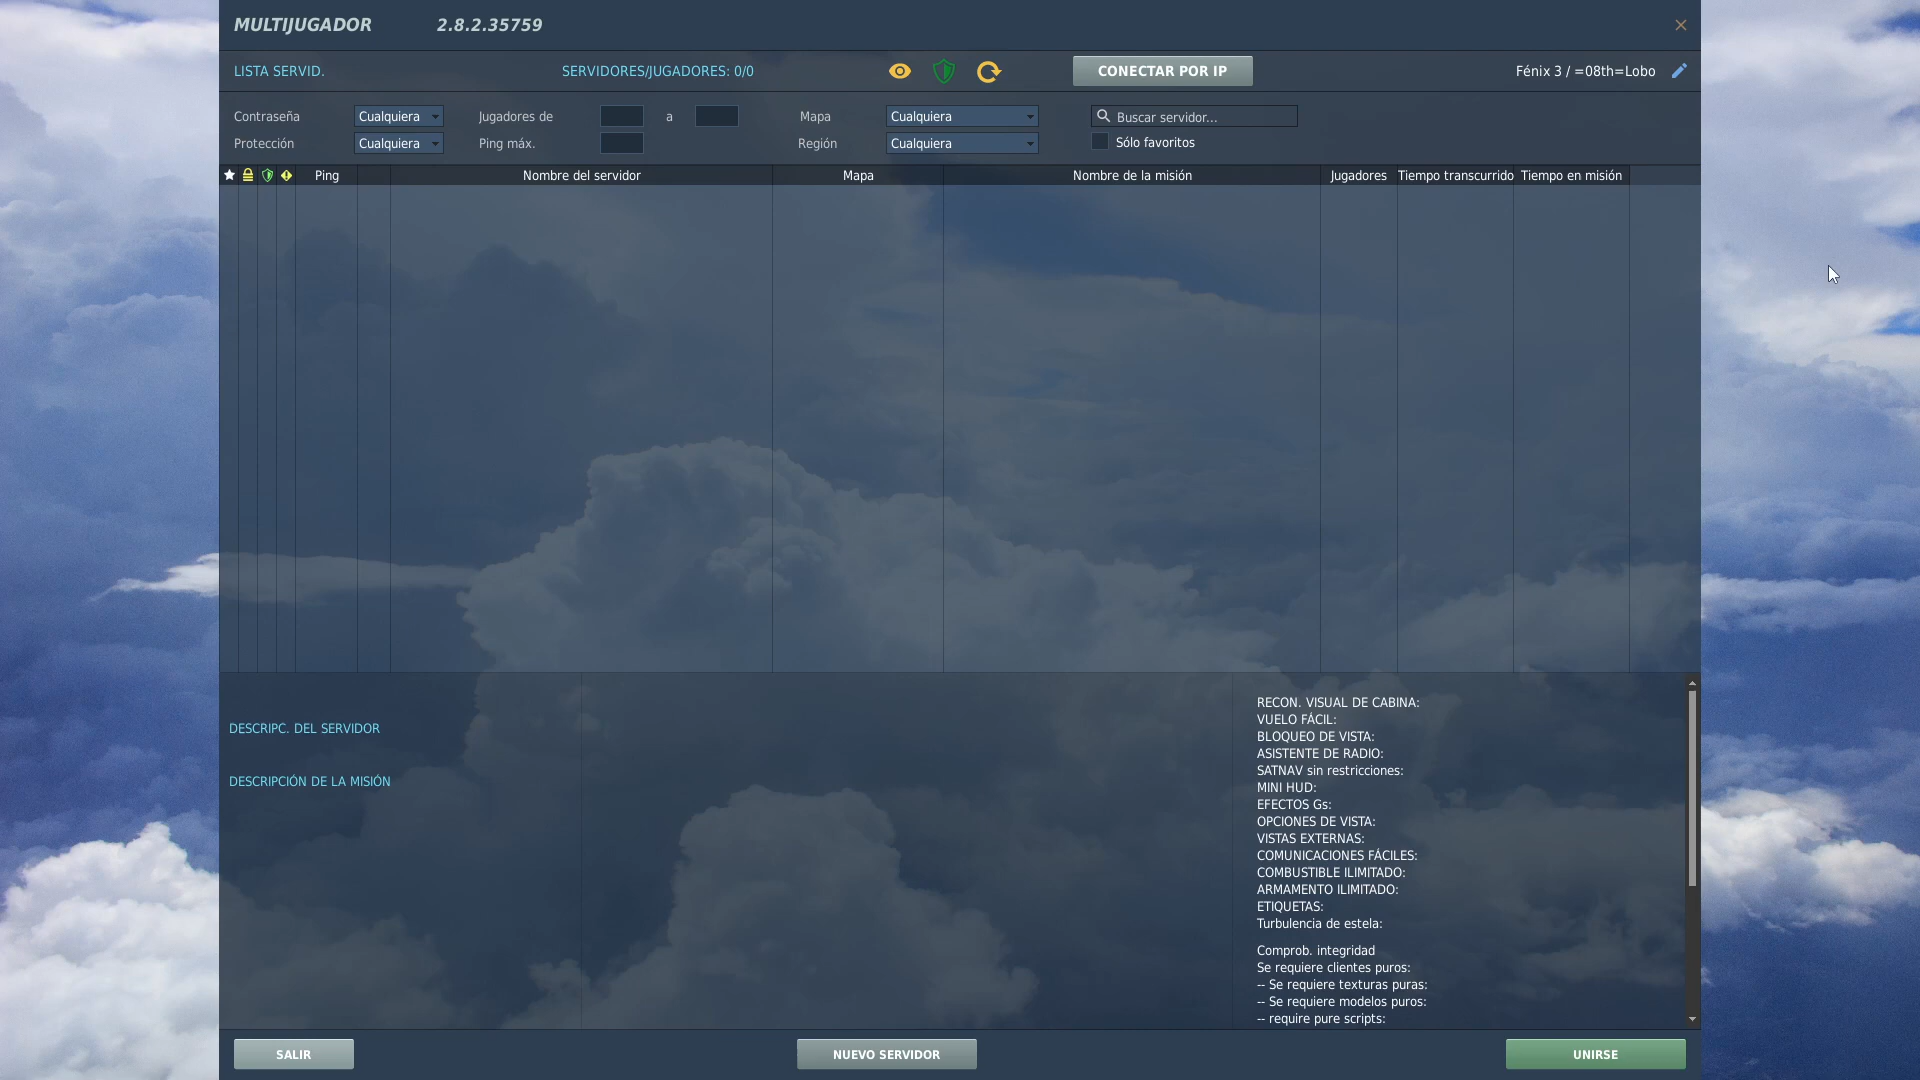 MULTIJUGADOR 2.8.2.35759
LISTA SERVID. SERVIDORES/JUGADORES: 0/0 CONECTAR POR IP Fénix 3 / =08th=Lobo
Contraseña Cualquiera Jugadores de a Mapa Cualquiera Buscar servidor...
Protección Cualquiera Ping máx. Región Cualquiera Sólo favoritos
Ping Nombre del servidor Mapa Nombre de la misión Jugadores Tiempo transcurrido Tiempo en misión
DESCRIPC. DEL SERVIDOR
DESCRIPCIÓN DE LA MISIÓN
RECON. VISUAL DE CABINA:
VUELO FÁCIL:
BLOQUEO DE VISTA:
ASISTENTE DE RADIO:
SATNAV sin restricciones:
MINI HUD:
EFECTOS Gs:
OPCIONES DE VISTA:
VISTAS EXTERNAS:
COMUNICACIONES FÁCILES:
COMBUSTIBLE ILIMITADO:
ARMAMENTO ILIMITADO:
ETIQUETAS:
Turbulencia de estela:
Comprob. integridad
Se requiere clientes puros:
-- Se requiere texturas puras:
-- Se requiere modelos puros:
-- require pure scripts:
SALIR NUEVO SERVIDOR UNIRSE